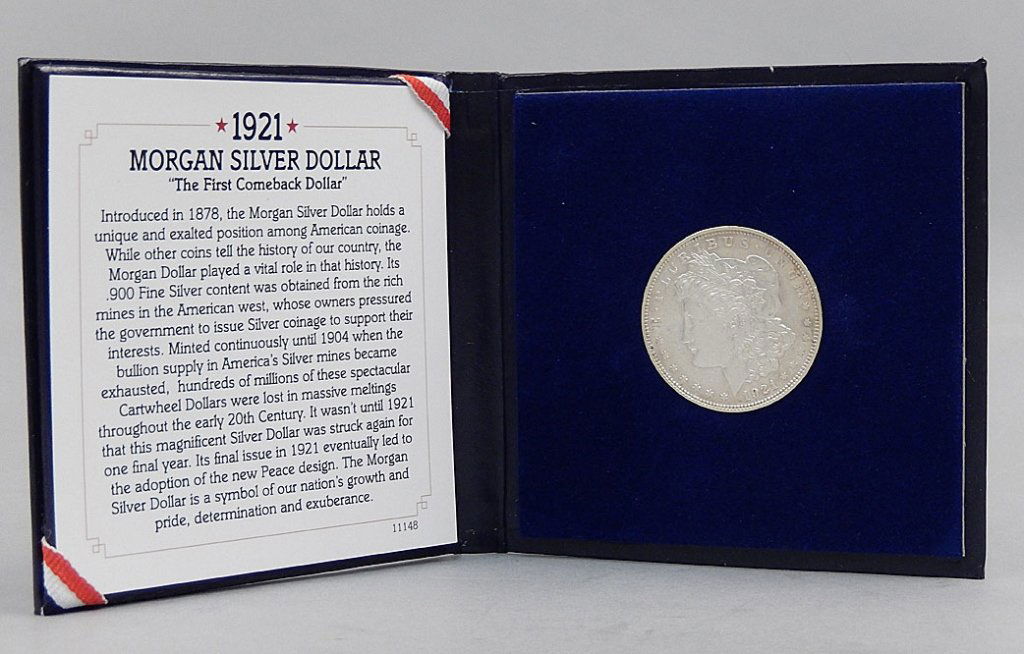 ★1921★
MORGAN SILVER DOLLAR
"The First Comeback Dollar"
Introduced in 1878, the Morgan Silver Dollar holds a
unique and exalted position among American coinage.
While other coins tell the history of our country, the
Morgan Dollar played a vital role in that history. Its
.900 Fine Silver content was obtained from the rich
mines in the American west, whose owners pressured
the government to issue Silver coinage to support their
interests. Minted continuously until 1904 when the
bullion supply in America's Silver mines became
exhausted, hundreds of millions of these spectacular
Cartwheel Dollars were lost in massive meltings
throughout the early 20th Century. It wasn't until 1921
that this magnificent Silver Dollar was struck again for
one final year. Its final issue in 1921 eventually led to
the adoption of the new Peace design. The Morgan
Silver Dollar is a symbol of our nation's growth and
pride, determination and exuberance.
11148
PLURIBUS
1921